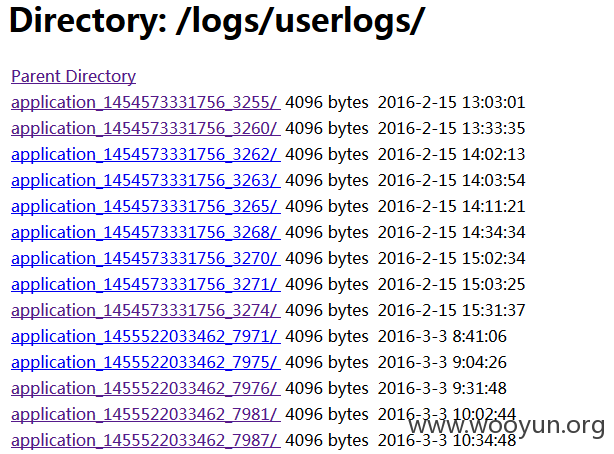 Directory: /logs/userlogs/
Parent Directory
application_1454573331756_3255/ 4096 bytes 2016-2-15 13:03:01
application_1454573331756_3260/ 4096 bytes 2016-2-15 13:33:35
application_1454573331756_3262/ 4096 bytes 2016-2-15 14:02:13
application_1454573331756_3263/ 4096 bytes 2016-2-15 14:03:54
application_1454573331756_3265/ 4096 bytes 2016-2-15 14:11:21
application_1454573331756_3268/ 4096 bytes 2016-2-15 14:34:34
application_1454573331756_3270/ 4096 bytes 2016-2-15 15:02:34
application_1454573331756_3271/ 4096 bytes 2016-2-15 15:03:25
application_1454573331756_3274/ 4096 bytes 2016-2-15 15:31:37
application_1455522033462_7971/ 4096 bytes 2016-3-3 8:41:06
application_1455522033462_7975/ 4096 bytes 2016-3-3 9:04:26
application_1455522033462_7976/ 4096 bytes 2016-3-3 9:31:48
application_1455522033462_7981/ 4096 bytes 2016-3-3 10:02:44
www.wooyun.org
application_1455522033462_7987/ 4096 bytes 2016-3-3 10:34:48